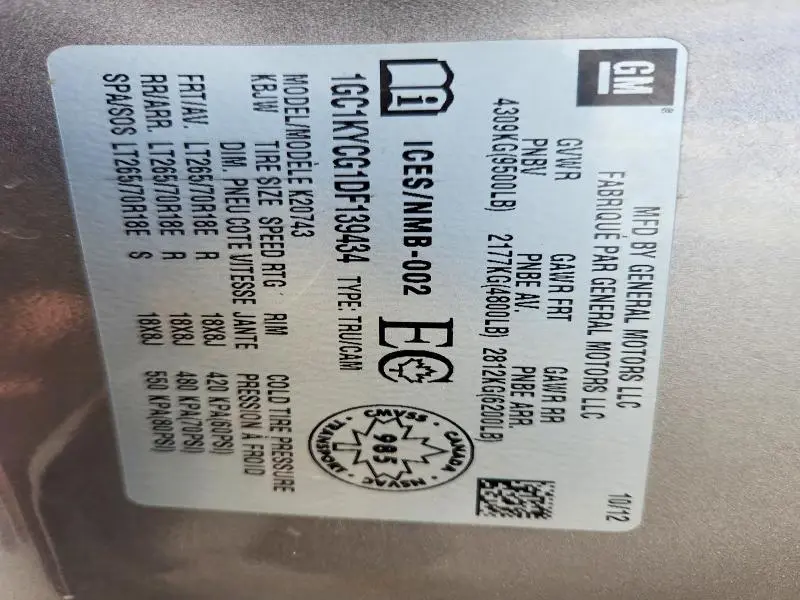 GM
®
MFD BY GENERAL MOTORS LLC 10/12
FABRIQUÉ PAR GENERAL MOTORS LLC
GVWR GAWR FRT GAWR RR
PNBV PNBE AV. PNBE ARR.
4309KG(9500LB) 2177KG(4800LB) 2812KG(6200LB)
i ICES/NMB-002 EC
CANADA · NSVAC · TRANSPORT · CMVSS ·
985
1GC1KYCG1DF139434 TYPE: TRU/CAM
MODEL/MODÈLE K20743
KBJW TIRE SIZE SPEED RTG RIM COLD TIRE PRESSURE
DIM. PNEU COTE VITESSE JANTE PRESSION À FROID
FRT/AV. LT265/70R18E R 18X8J 420 KPA(60PSI)
RR/ARR. LT265/70R18E R 18X8J 480 KPA(70PSI)
SPA/SOS LT265/70R18E S 18X8J 550 KPA(80PSI)